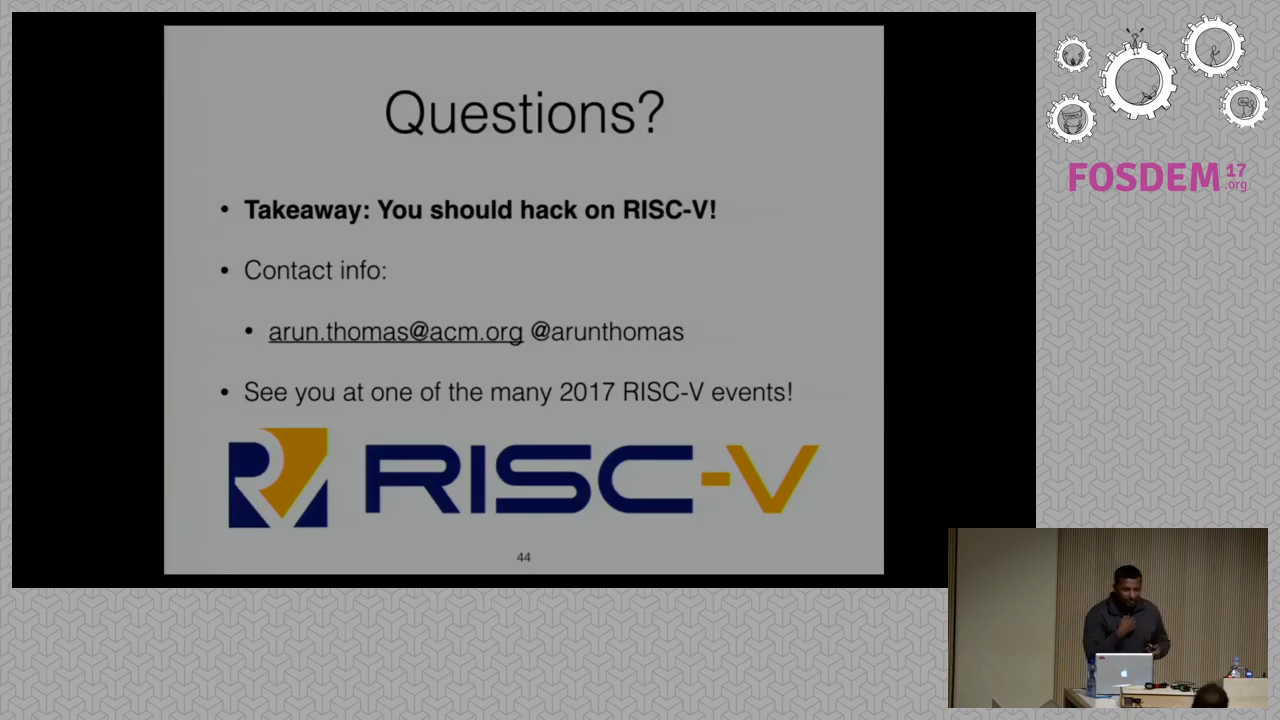 Questions?
• Takeaway: You should hack on RISC-V!
• Contact info:
• arun.thomas@acm.org @arunthomas
• See you at one of the many 2017 RISC-V events!
RISC-V
44
FOSDEM 17
.org